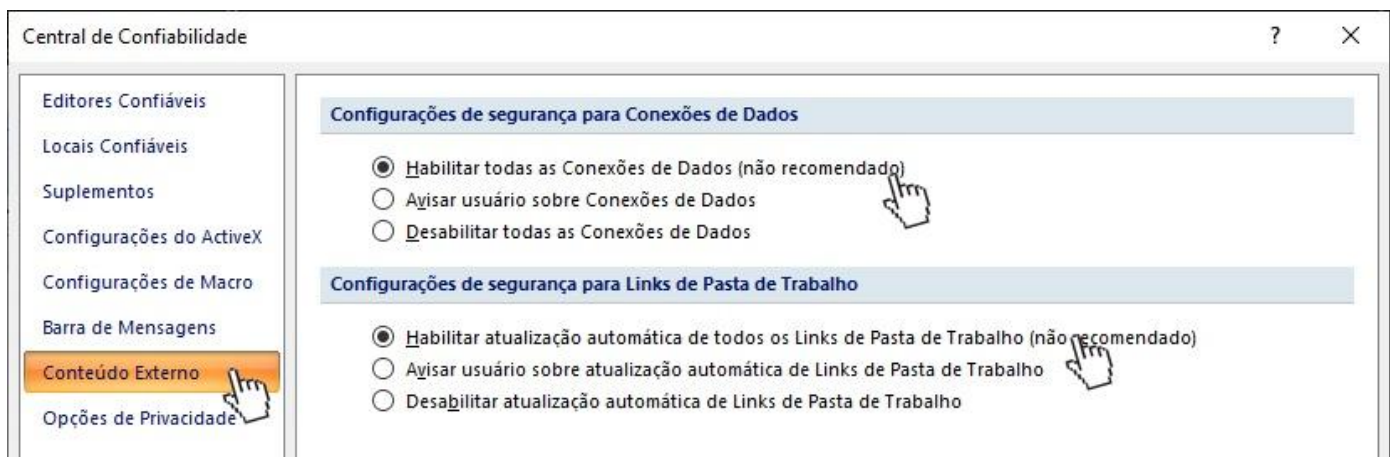 Central de Confiabilidade
?
Editores Confiáveis
Locais Confiáveis
Suplementos
Configurações do ActiveX
Configurações de Macro
Barra de Mensagens
Conteúdo Externo
Opções de Privacidade
Configurações de segurança para Conexões de Dados
Habilitar todas as Conexões de Dados (não recomendado)
Avisar usuário sobre Conexões de Dados
Desabilitar todas as Conexões de Dados
Configurações de segurança para Links de Pasta de Trabalho
Habilitar atualização automática de todos os Links de Pasta de Trabalho (não recomendado)
Avisar usuário sobre atualização automática de Links de Pasta de Trabalho
Desabilitar atualização automática de Links de Pasta de Trabalho